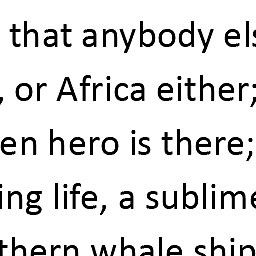 that anybody els
, or Africa either;
en hero is there;
ing life, a sublime
thern whale ship